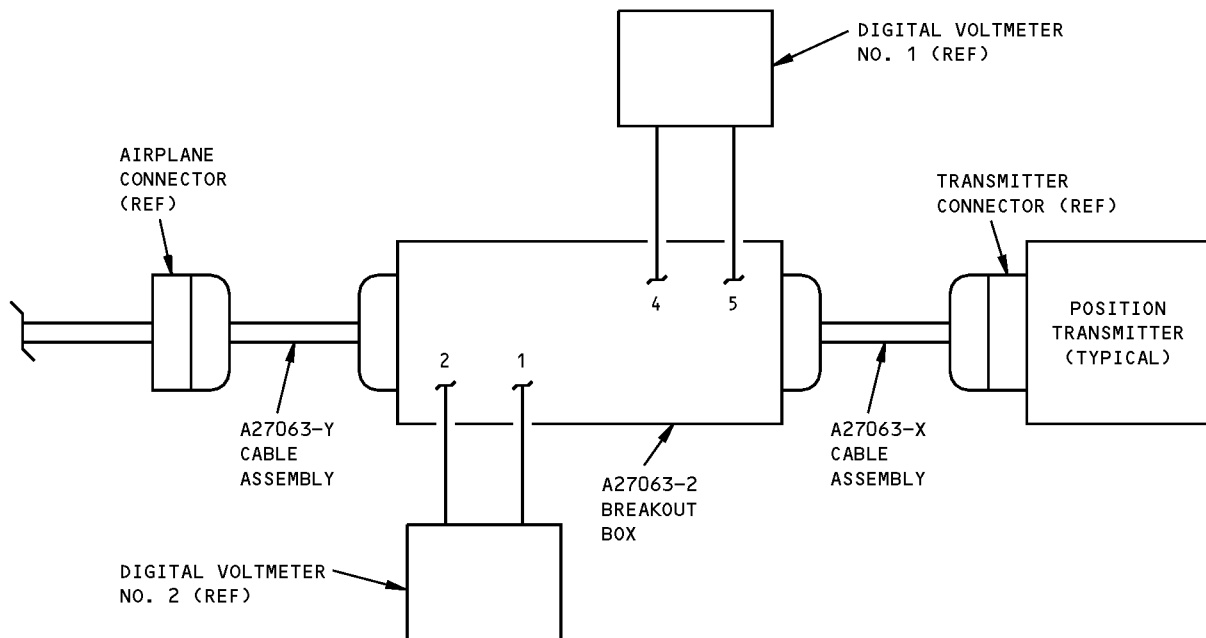 DIGITAL VOLTMETER
NO. 1 (REF)
AIRPLANE
CONNECTOR
(REF)
TRANSMITTER
CONNECTOR (REF)
4
5
POSITION
TRANSMITTER
(TYPICAL)
2
1
A27063-Y
CABLE
ASSEMBLY
A27063-2
BREAKOUT
BOX
A27063-X
CABLE
ASSEMBLY
DIGITAL VOLTMETER
NO. 2 (REF)